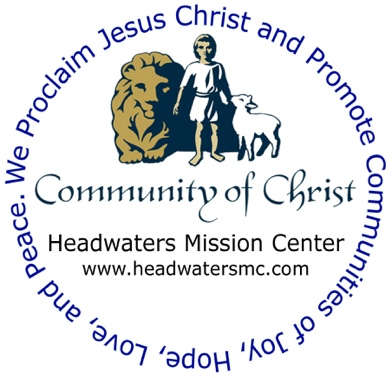 We Proclaim Jesus Christ and Promote Communities of Joy, Hope, Love, and Peace.
Community of Christ
Headwaters Mission Center
www.headwatersmc.com